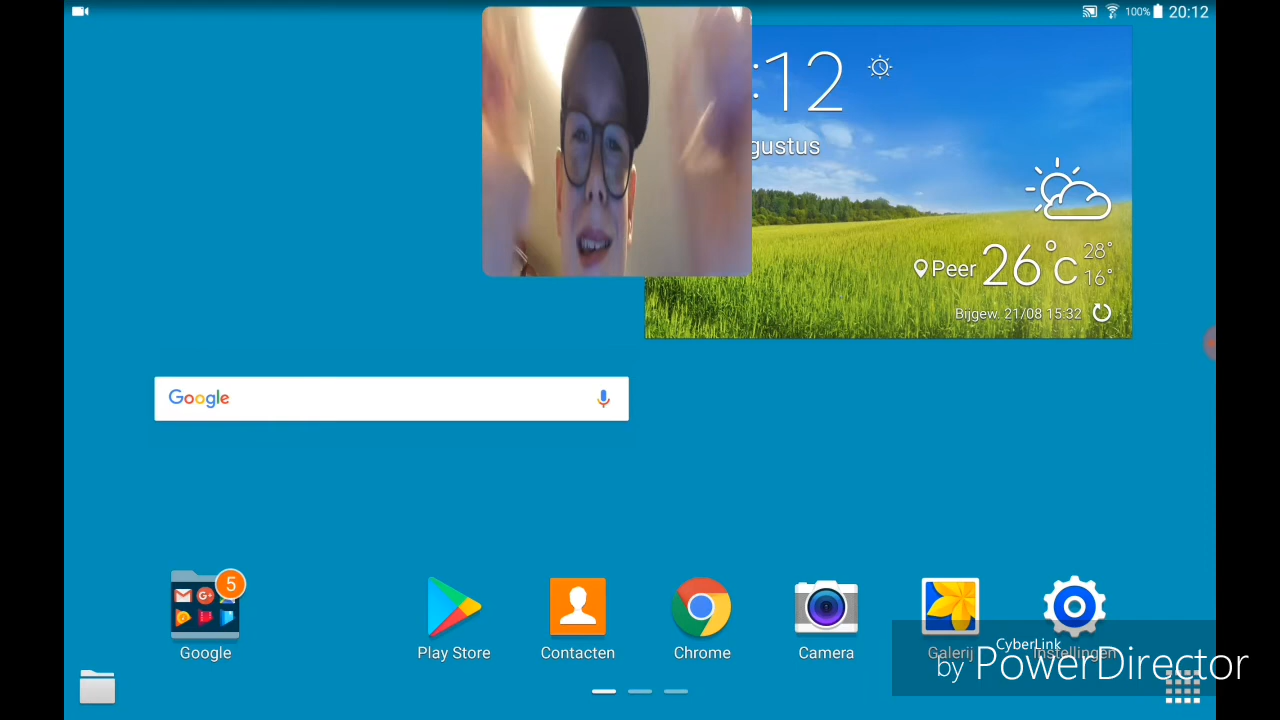 100% 20:12
:12
gustus
Peer 26°C 28°
16°
Bijgew. 21/08 15:32
Google
5
Google
Play Store
Contacten
Chrome
Camera
Galerij
Instellingen
CyberLink
by PowerDirector